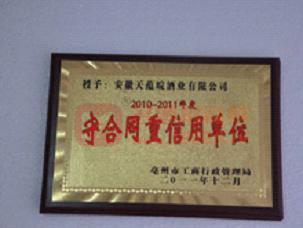 授予：安徽天蕴皖酒业有限公司
2010-2011年度
守合同重信用单位
亳州市工商行政管理局
二〇一一年十二月